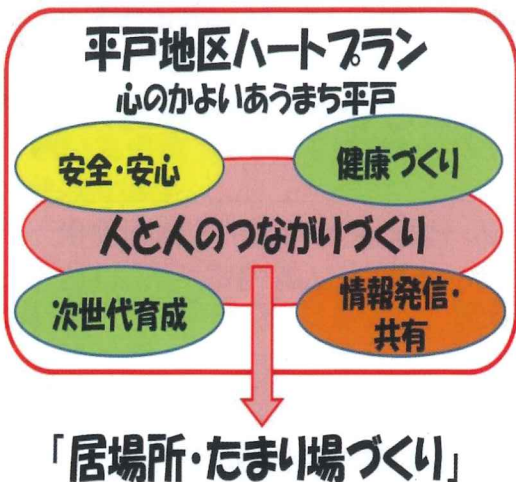 平戸地区ハートプラン
心のかよいあうまち平戸
安全・安心
健康づくり
人と人のつながりづくり
次世代育成
情報発信・
共有
「居場所・たまり場づくり」